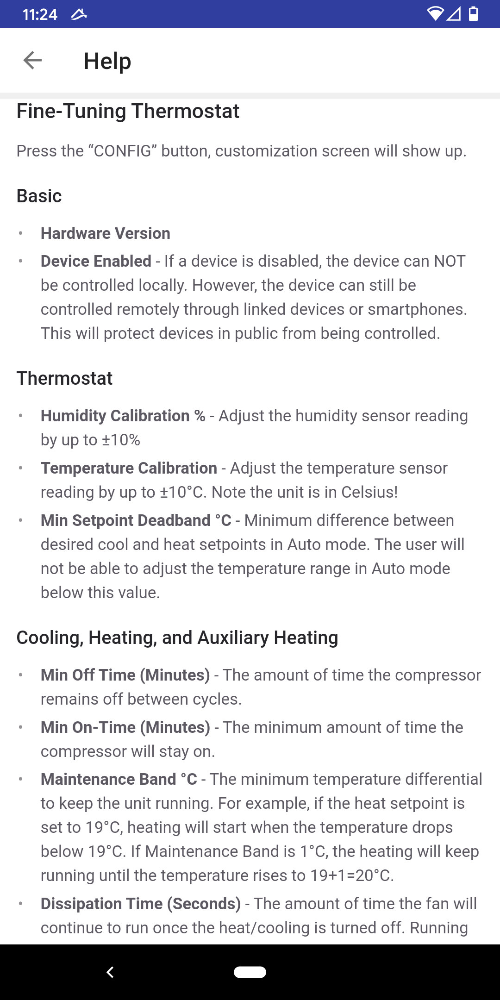 11:24
Help
Fine-Tuning Thermostat
Press the “CONFIG” button, customization screen will show up.
Basic
• Hardware Version
• Device Enabled - If a device is disabled, the device can NOT
be controlled locally. However, the device can still be
controlled remotely through linked devices or smartphones.
This will protect devices in public from being controlled.
Thermostat
• Humidity Calibration % - Adjust the humidity sensor reading
by up to ±10%
• Temperature Calibration - Adjust the temperature sensor
reading by up to ±10°C. Note the unit is in Celsius!
• Min Setpoint Deadband °C - Minimum difference between
desired cool and heat setpoints in Auto mode. The user will
not be able to adjust the temperature range in Auto mode
below this value.
Cooling, Heating, and Auxiliary Heating
• Min Off Time (Minutes) - The amount of time the compressor
remains off between cycles.
• Min On-Time (Minutes) - The minimum amount of time the
compressor will stay on.
• Maintenance Band °C - The minimum temperature differential
to keep the unit running. For example, if the heat setpoint is
set to 19°C, heating will start when the temperature drops
below 19°C. If Maintenance Band is 1°C, the heating will keep
running until the temperature rises to 19+1=20°C.
• Dissipation Time (Seconds) - The amount of time the fan will
continue to run once the heat/cooling is turned off. Running